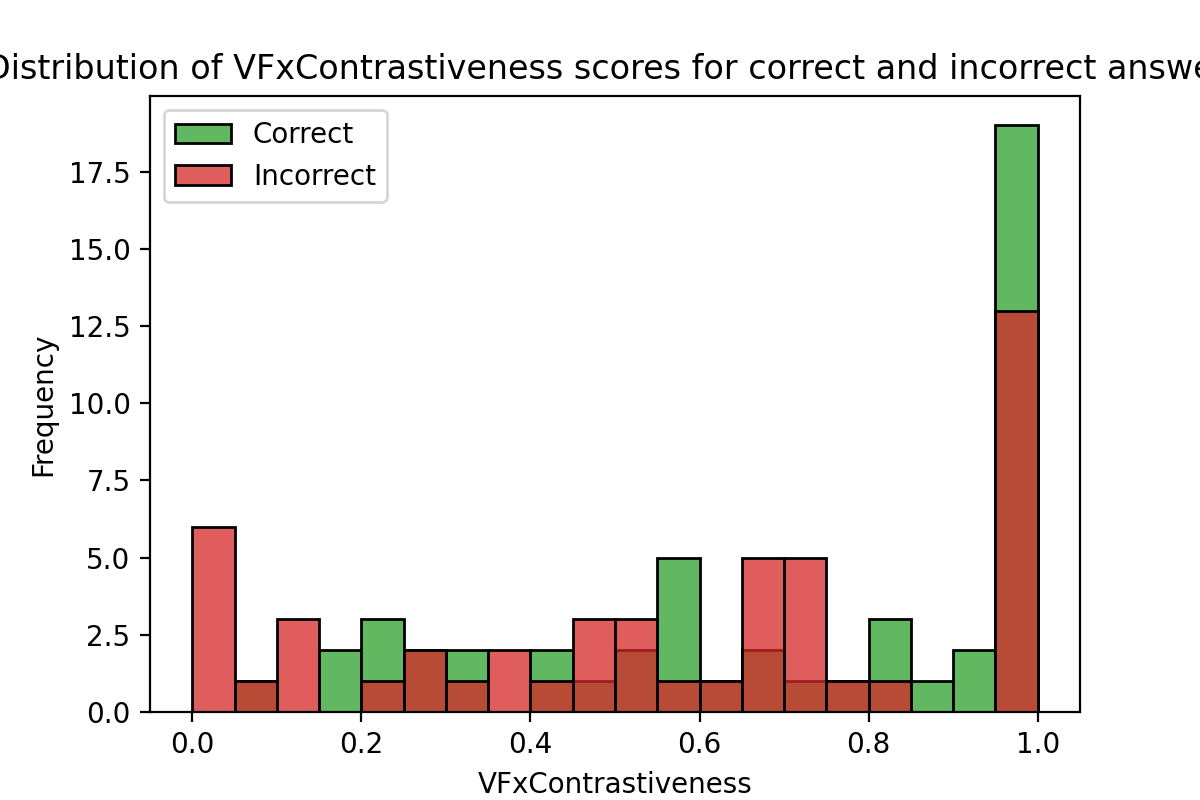 Distribution of VFxContrastiveness scores for correct and incorrect answe
Correct
Incorrect
17.5
15.0
12.5
10.0
7.5
5.0
2.5
0.0
Frequency
0.0 0.2 0.4 0.6 0.8 1.0
VFxContrastiveness